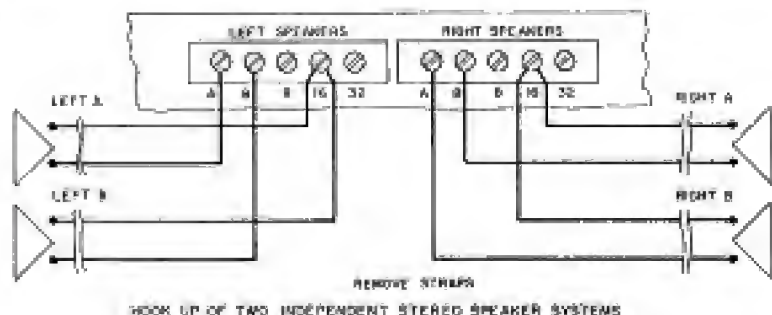 LEFT SPEAKERS RIGHT SPEAKERS
A B 8 16 32 A B 8 16 32
LEFT A RIGHT A
LEFT B RIGHT B
REMOVE STRAPS
HOOK UP OF TWO INDEPENDENT STEREO SPEAKER SYSTEMS